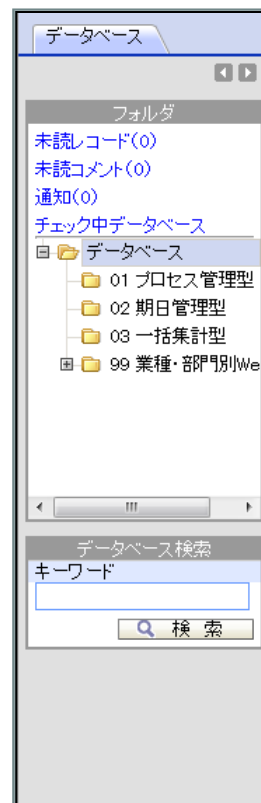 データベース
フォルダ
未読レコード(0)
未読コメント(0)
通知(0)
チェック中データベース
データベース
01 プロセス管理型
02 期日管理型
03 一括集計型
99 業種・部門別We
データベース検索
キーワード
検 索